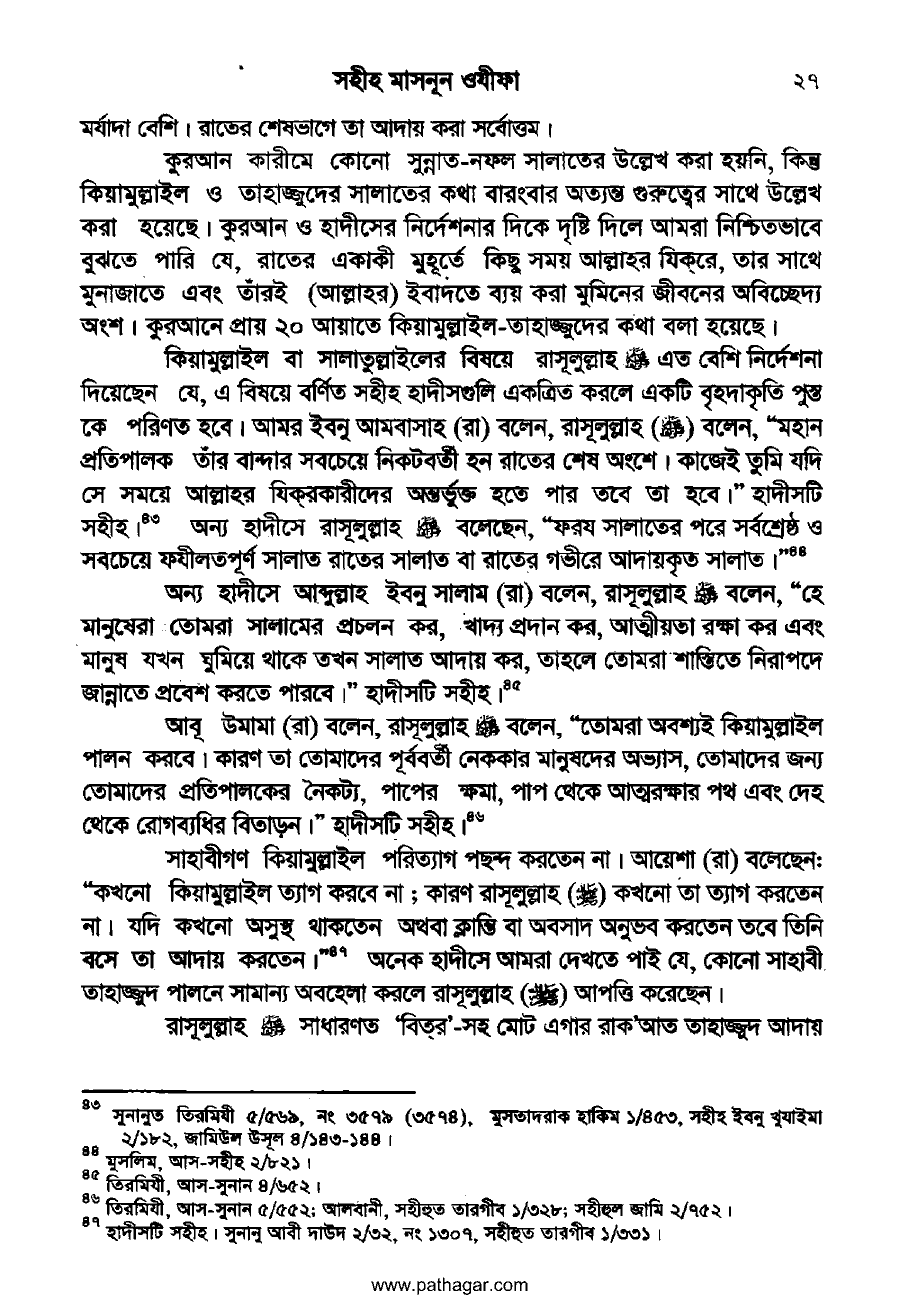 সহীহ মাসনূন ওযীফা ২৭
মর্যাদা বেশি। রাতের শেষভাগে তা আদায় করা সর্বোত্তম।
কুরআন কারীমে কোনো সুন্নাত-নফল সালাতের উল্লেখ করা হয়নি, কিন্তু
কিয়ামুল্লাইল ও তাহাজ্জুদের সালাতের কথা বারংবার অত্যন্ত গুরুত্বের সাথে উল্লেখ
করা হয়েছে। কুরআন ও হাদীসের নির্দেশনার দিকে দৃষ্টি দিলে আমরা নিশ্চিতভাবে
বুঝতে পারি যে, রাতের একাকী মুহূর্তে কিছু সময় আল্লাহর যিক্‌রে, তার সাথে
মুনাজাতে এবং তাঁরই (আল্লাহর) ইবাদতে ব্যয় করা মুমিনের জীবনের অবিচ্ছেদ্য
অংশ। কুরআনে প্রায় ২০ আয়াতে কিয়ামুল্লাইল-তাহাজ্জুদের কথা বলা হয়েছে।
কিয়ামুল্লাইল বা সালাতুল্লাইলের বিষয়ে রাসূলুল্লাহ ﷺ এত বেশি নির্দেশনা
দিয়েছেন যে, এ বিষয়ে বর্ণিত সহীহ হাদীসগুলি একত্রিত করলে একটি বৃহদাকৃতি পুস্ত
কে পরিণত হবে। আমর ইবনু আমবাসাহ (রা) বলেন, রাসূলুল্লাহ (ﷺ) বলেন, “মহান
প্রতিপালক তাঁর বান্দার সবচেয়ে নিকটবর্তী হন রাতের শেষ অংশে। কাজেই তুমি যদি
সে সময়ে আল্লাহর যিক্‌রকারীদের অন্তর্ভুক্ত হতে পার তবে তা হবে।” হাদীসটি
সহীহ।৪৩ অন্য হাদীসে রাসূলুল্লাহ ﷺ বলেছেন, “ফরয সালাতের পরে সর্বশ্রেষ্ঠ ও
সবচেয়ে ফযীলতপূর্ণ সালাত রাতের সালাত বা রাতের গভীরে আদায়কৃত সালাত।”৪৪
অন্য হাদীসে আব্দুল্লাহ ইবনু সালাম (রা) বলেন, রাসূলুল্লাহ ﷺ বলেন, “হে
মানুষেরা তোমরা সালামের প্রচলন কর, খাদ্য প্রদান কর, আত্মীয়তা রক্ষা কর এবং
মানুষ যখন ঘুমিয়ে থাকে তখন সালাত আদায় কর, তাহলে তোমরা শান্তিতে নিরাপদে
জান্নাতে প্রবেশ করতে পারবে।” হাদীসটি সহীহ।৪৫
আবূ উমামা (রা) বলেন, রাসূলুল্লাহ ﷺ বলেন, “তোমরা অবশ্যই কিয়ামুল্লাইল
পালন করবে। কারণ তা তোমাদের পূর্ববর্তী নেককার মানুষদের অভ্যাস, তোমাদের জন্য
তোমাদের প্রতিপালকের নৈকট্য, পাপের ক্ষমা, পাপ থেকে আত্মরক্ষার পথ এবং দেহ
থেকে রোগব্যধির বিতাড়ন।” হাদীসটি সহীহ।৪৬
সাহাবীগণ কিয়ামুল্লাইল পরিত্যাগ পছন্দ করতেন না। আয়েশা (রা) বলেছেন:
“কখনো কিয়ামুল্লাইল ত্যাগ করবে না ; কারণ রাসূলুল্লাহ (ﷺ) কখনো তা ত্যাগ করতেন
না। যদি কখনো অসুস্থ থাকতেন অথবা ক্লান্তি বা অবসাদ অনুভব করতেন তবে তিনি
বসে তা আদায় করতেন।”৪৭ অনেক হাদীসে আমরা দেখতে পাই যে, কোনো সাহাবী
তাহাজ্জুদ পালনে সামান্য অবহেলা করলে রাসূলুল্লাহ (ﷺ) আপত্তি করেছেন।
রাসূলুল্লাহ ﷺ সাধারণত ‘বিত্‌র’-সহ মোট এগার রাক’আত তাহাজ্জুদ আদায়
৪৩ সুনানুত তিরমিযী ৫/৫৬৯, নং ৩৫৭৯ (৩৫৭৪), মুসতাদরাক হাকিম ১/৪৫৩, সহীহ ইবনু খুযাইমা
২/১৮২, জামিউল উসূল ৪/১৪৩-১৪৪।
৪৪ মুসলিম, আস-সহীহ ২/৮২১।
৪৫ তিরমিযী, আস-সুনান ৪/৬৫২।
৪৬ তিরমিযী, আস-সুনান ৫/৫৫২; আলবানী, সহীহুত তারগীব ১/৩২৮; সহীহুল জামি ২/৭৫২।
৪৭ হাদীসটি সহীহ। সুনানু আবী দাউদ ২/৩২, নং ১৩০৭, সহীহুত তারগীব ১/৩৩১।
www.pathagar.com